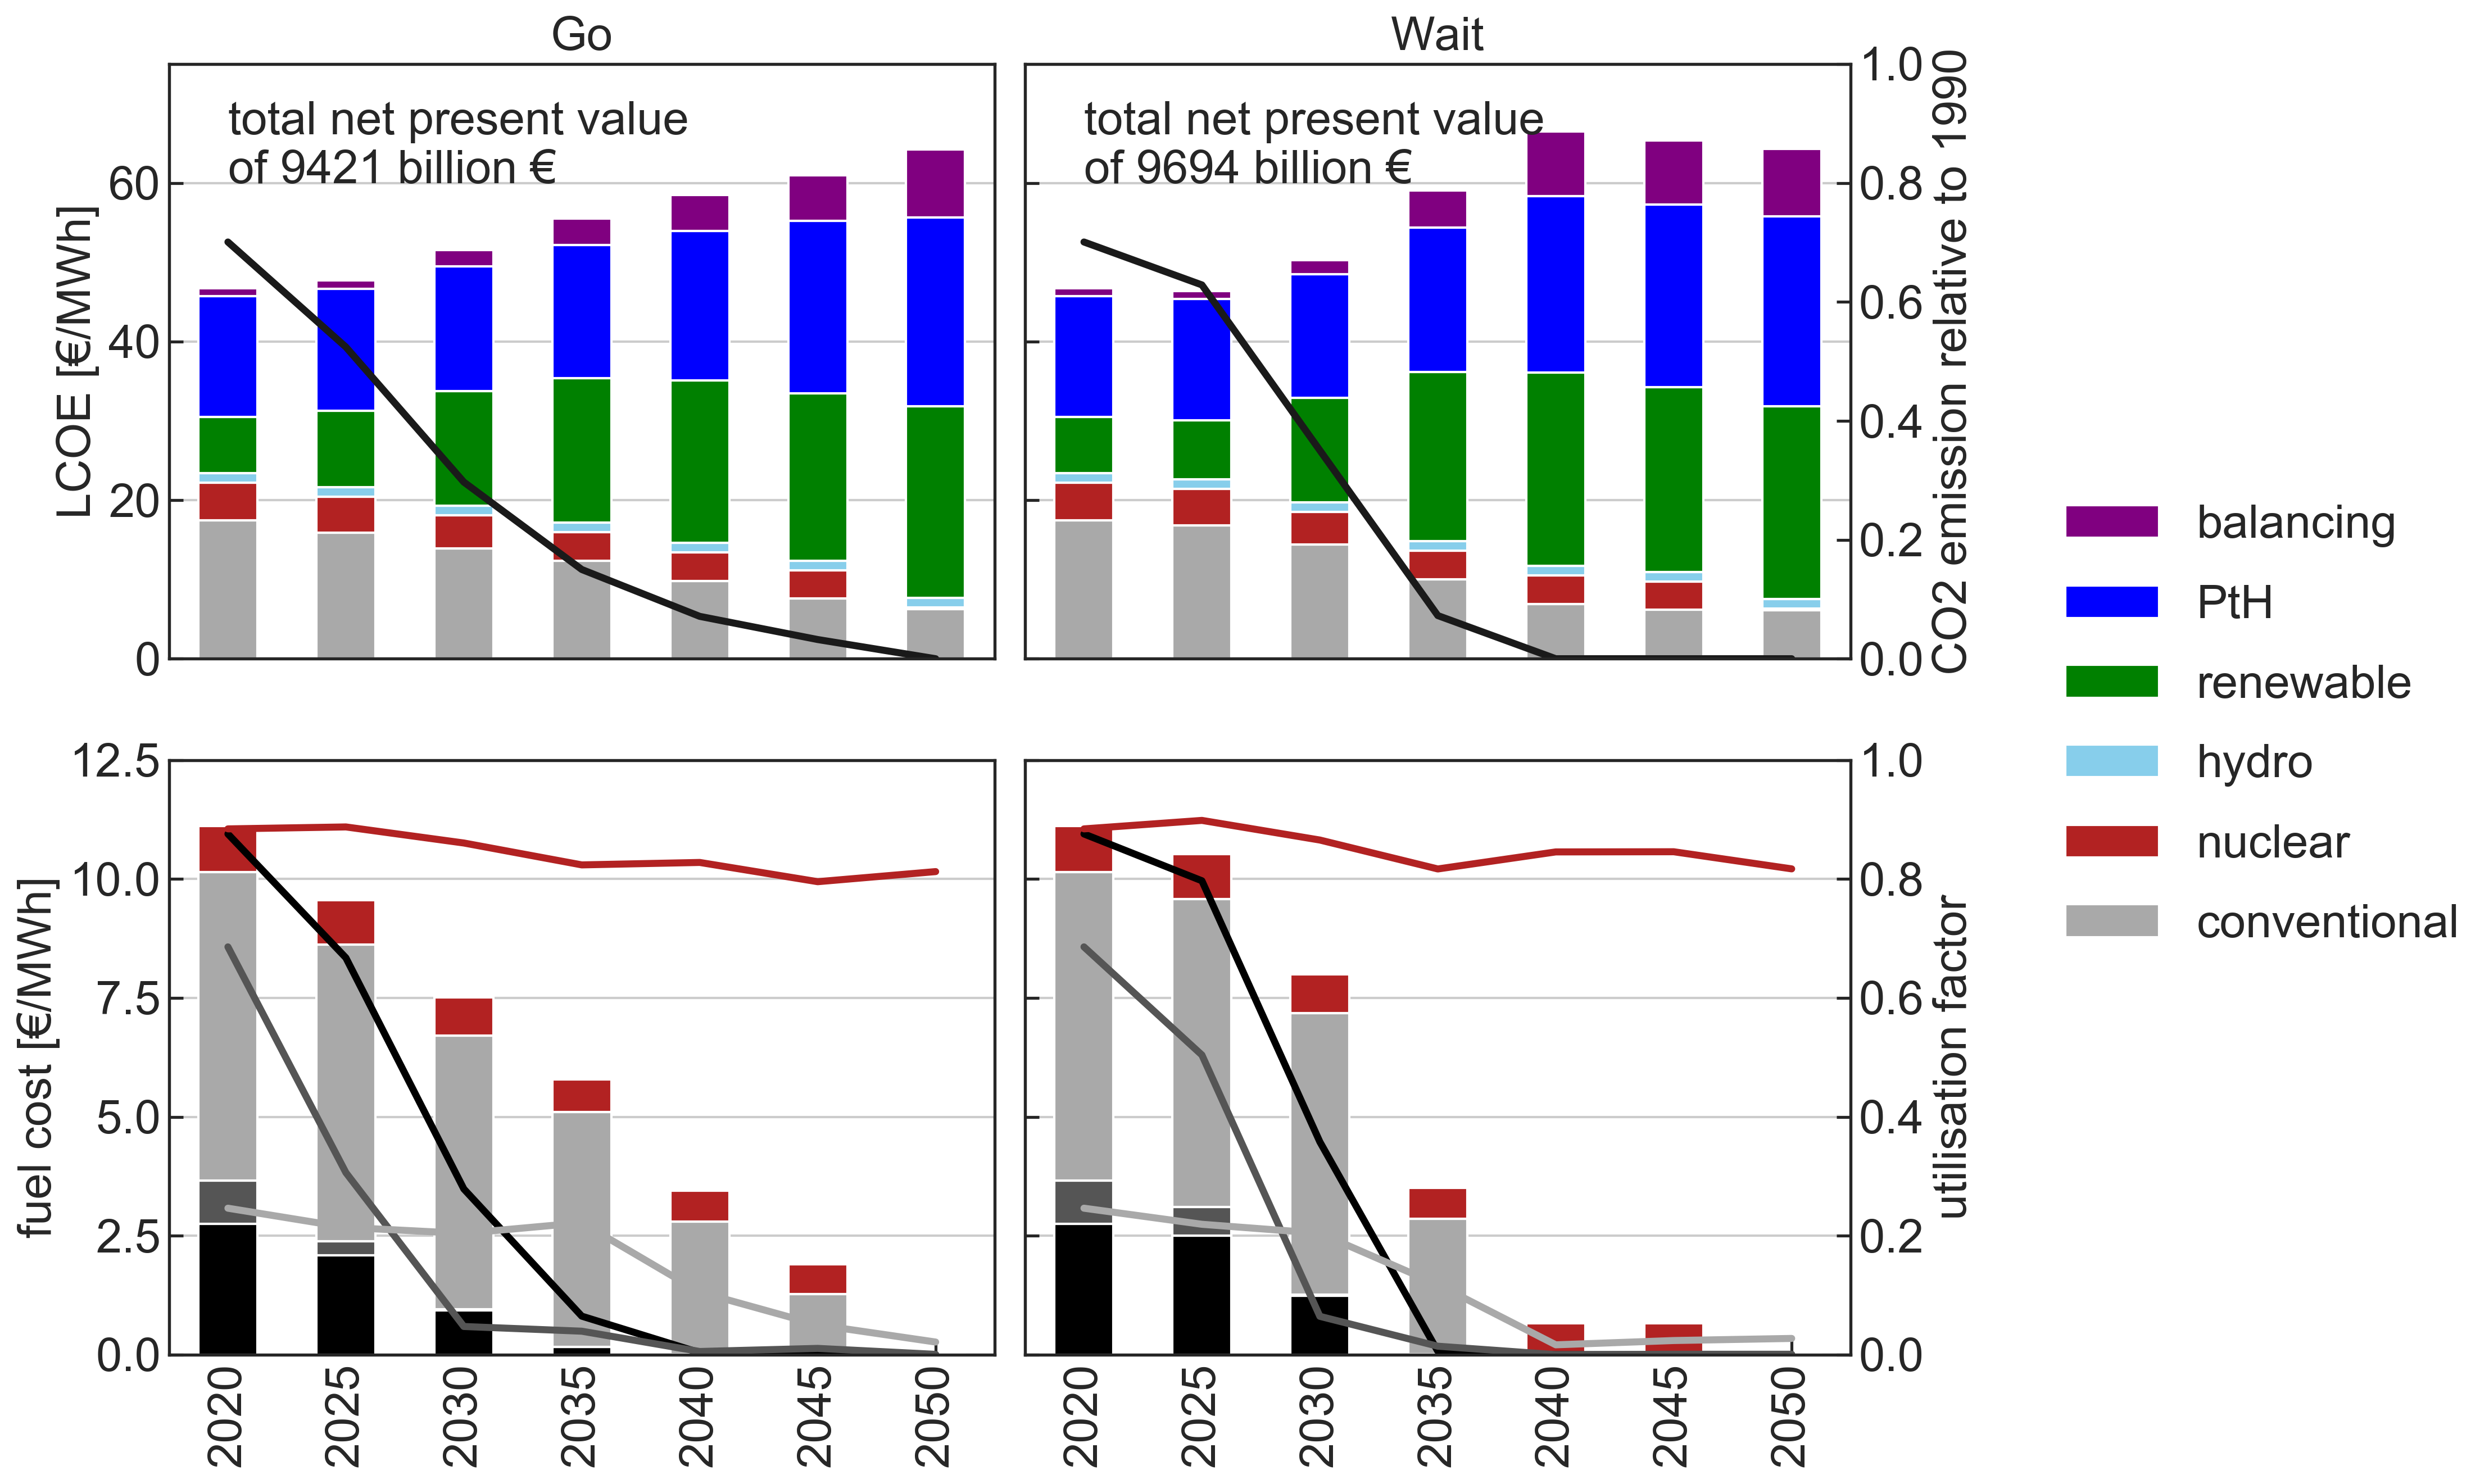 Go
Wait
total net present value
of 9421 billion €
total net present value
of 9694 billion €
LCOE [€/MWh]
60
40
20
0
1.0
0.8
0.6
0.4
0.2
0.0
CO2 emission relative to 1990
balancing
PtH
renewable
hydro
nuclear
conventional
fuel cost [€/MWh]
12.5
10.0
7.5
5.0
2.5
0.0
1.0
0.8
0.6
0.4
0.2
0.0
utilisation factor
2020
2025
2030
2035
2040
2045
2050
2020
2025
2030
2035
2040
2045
2050